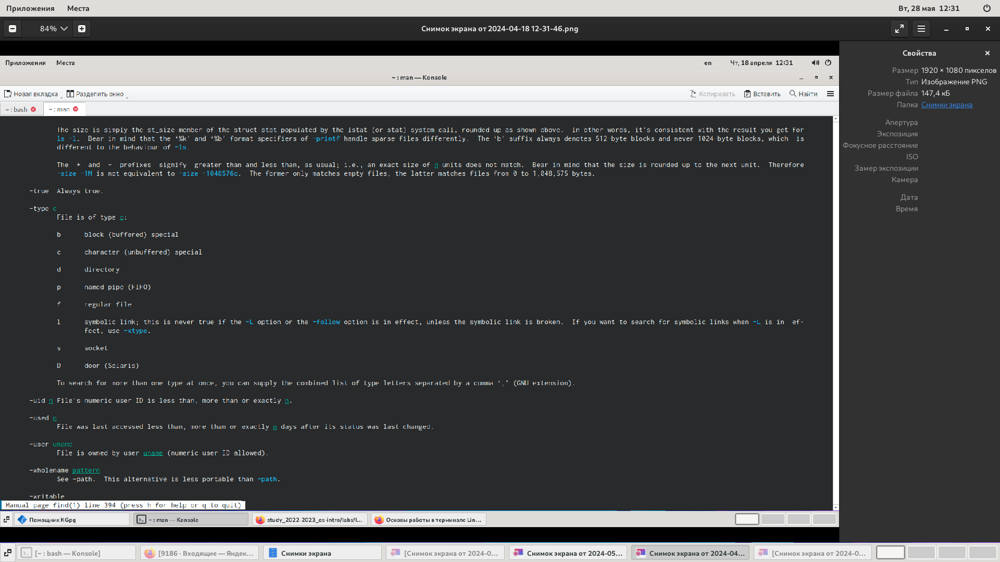 Приложения Места Вт, 28 мая 12:31
84% Снимок экрана от 2024-04-18 12-31-46.png
Приложения Места en Чт, 18 апреля 12:31
~ : man — Konsole
Новая вкладка Разделить окно Копировать Вставить Найти
~ : bash ~ : man
The size is simply the st_size member of the struct stat populated by the lstat (or stat) system call, rounded up as shown above. In other words, it's consistent with the result you get for
ls -l. Bear in mind that the ‘%k’ and ‘%b’ format specifiers of -printf handle sparse files differently. The ‘b’ suffix always denotes 512-byte blocks and never 1024-byte blocks, which is
different to the behaviour of -ls.
The + and - prefixes signify greater than and less than, as usual; i.e., an exact size of n units does not match. Bear in mind that the size is rounded up to the next unit. Therefore
-size -1M is not equivalent to -size -1048576c. The former only matches empty files, the latter matches files from 0 to 1,048,575 bytes.
-true Always true.
-type c
File is of type c:
b block (buffered) special
c character (unbuffered) special
d directory
p named pipe (FIFO)
f regular file
l symbolic link; this is never true if the -L option or the -follow option is in effect, unless the symbolic link is broken. If you want to search for symbolic links when -L is in ef-
fect, use -xtype.
s socket
D door (Solaris)
To search for more than one type at once, you can supply the combined list of type letters separated by a comma ‘,’ (GNU extension).
-uid n File's numeric user ID is less than, more than or exactly n.
-used n
File was last accessed less than, more than or exactly n days after its status was last changed.
-user uname
File is owned by user uname (numeric user ID allowed).
-wholename pattern
See -path. This alternative is less portable than -path.
-writable
Manual page find(1) line 394 (press h for help or q to quit)
Помощник KGpg ~ : man — Konsole study_2022-2023_os-intro/labs/l... Основы работы в терминале Lin...
Свойства
Размер 1920 × 1080 пикселов
Тип Изображение PNG
Размер файла 147,4 кБ
Папка Снимки экрана
Апертура
Экспозиция
Фокусное расстояние
ISO
Замер экспозиции
Камера
Дата
Время
[~ : bash — Konsole] [9186 · Входящие — Яндек... Снимки экрана [Снимок экрана от 2024-0... Снимок экрана от 2024-05... Снимок экрана от 2024-04... [Снимок экрана от 2024-0...